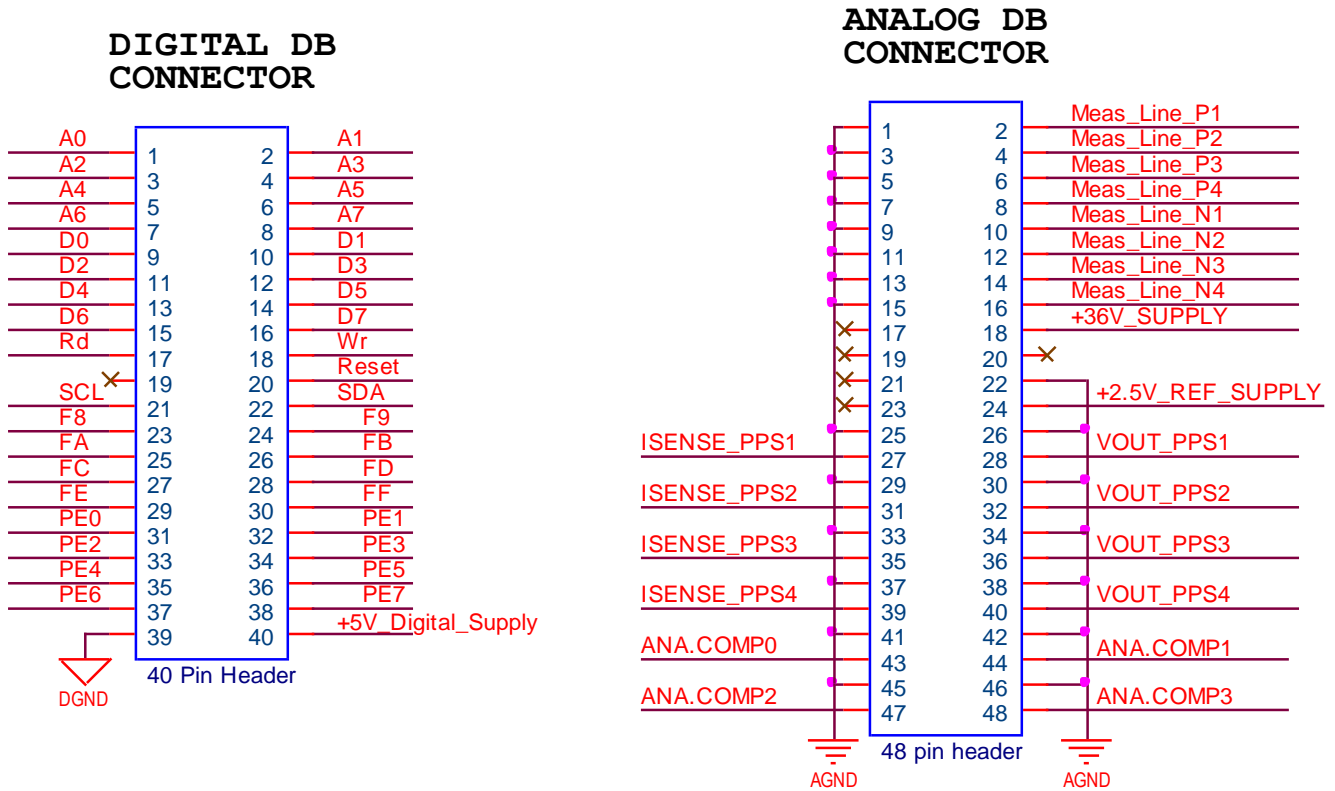 DIGITAL DB
CONNECTOR
A0 1 2 A1
A2 3 4 A3
A4 5 6 A5
A6 7 8 A7
D0 9 10 D1
D2 11 12 D3
D4 13 14 D5
D6 15 16 D7
Rd 17 18 Wr
19 20 Reset
SCL 21 22 SDA
F8 23 24 F9
FA 25 26 FB
FC 27 28 FD
FE 29 30 FF
PE0 31 32 PE1
PE2 33 34 PE3
PE4 35 36 PE5
PE6 37 38 PE7
39 40 +5V_Digital_Supply
40 Pin Header
DGND
ANALOG DB
CONNECTOR
1 2 Meas_Line_P1
3 4 Meas_Line_P2
5 6 Meas_Line_P3
7 8 Meas_Line_P4
9 10 Meas_Line_N1
11 12 Meas_Line_N2
13 14 Meas_Line_N3
15 16 Meas_Line_N4
17 18 +36V_SUPPLY
19 20
21 22
23 24 +2.5V_REF_SUPPLY
25 26
ISENSE_PPS1 27 28 VOUT_PPS1
29 30
ISENSE_PPS2 31 32 VOUT_PPS2
33 34
ISENSE_PPS3 35 36 VOUT_PPS3
37 38
ISENSE_PPS4 39 40 VOUT_PPS4
41 42
ANA.COMP0 43 44 ANA.COMP1
45 46
ANA.COMP2 47 48 ANA.COMP3
48 pin header
AGND AGND